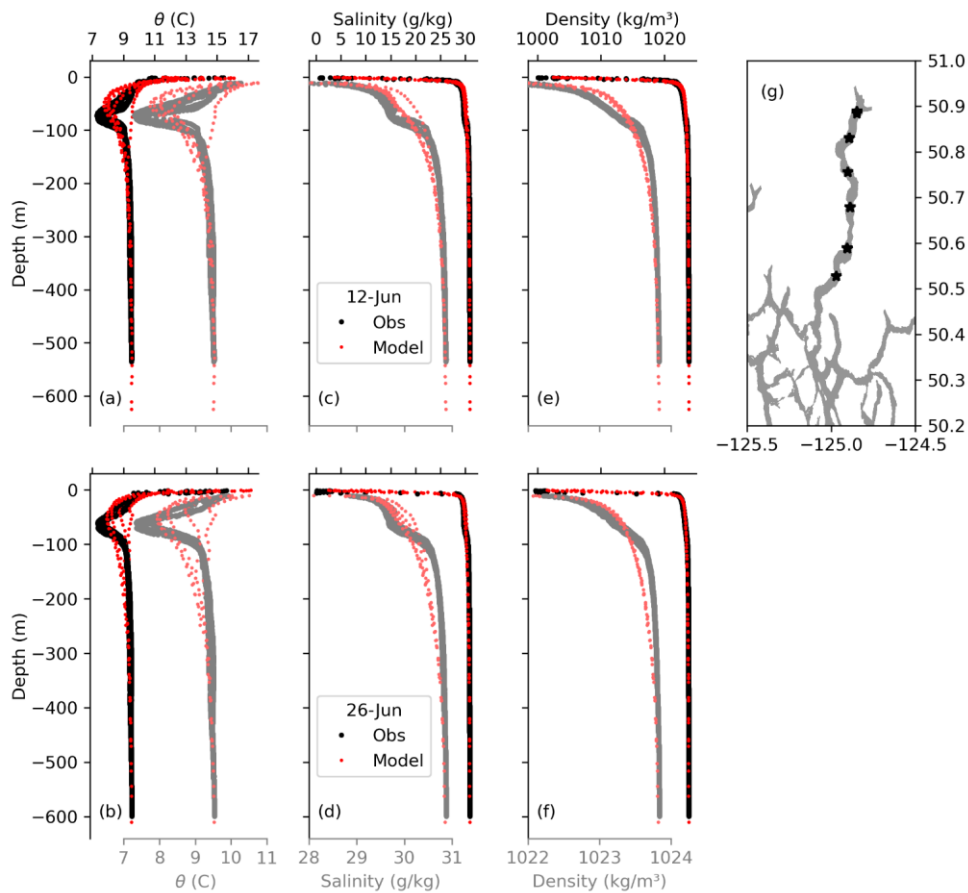 θ (C) Salinity (g/kg) Density (kg/m³)
7 9 11 13 15 17 0 5 10 15 20 25 30 1000 1010 1020
0
−100
−200
−300
−400
−500
−600
Depth (m)
12-Jun
Obs
Model
(a) (c) (e)
(g)
51.0
50.9
50.8
50.7
50.6
50.5
50.4
50.3
50.2
−125.5 −125.0 −124.5
0
−100
−200
−300
−400
−500
−600
Depth (m)
26-Jun
Obs
Model
(b) (d) (f)
7 8 9 10 11 28 29 30 31 1022 1023 1024
θ (C) Salinity (g/kg) Density (kg/m³)